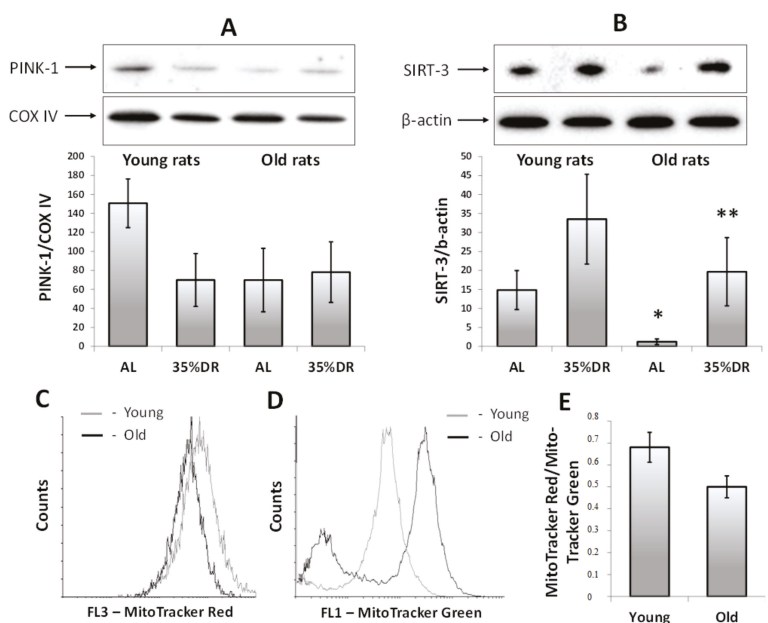 A
PINK-1
COX IV
Young rats Old rats
PINK-1/COX IV
200
180
160
140
120
100
80
60
40
20
0
AL 35%DR AL 35%DR
B
SIRT-3
β-actin
Young rats Old rats
SIRT-3/b-actin
50
45
40
35
30
25
20
15
10
5
0
*
**
AL 35%DR AL 35%DR
C
- Young
- Old
Counts
FL3 – MitoTracker Red
D
- Young
- Old
Counts
FL1 – MitoTracker Green
E
MitoTracker Red/Mito-
Tracker Green
0.8
0.7
0.6
0.5
0.4
0.3
0.2
0.1
0
Young Old